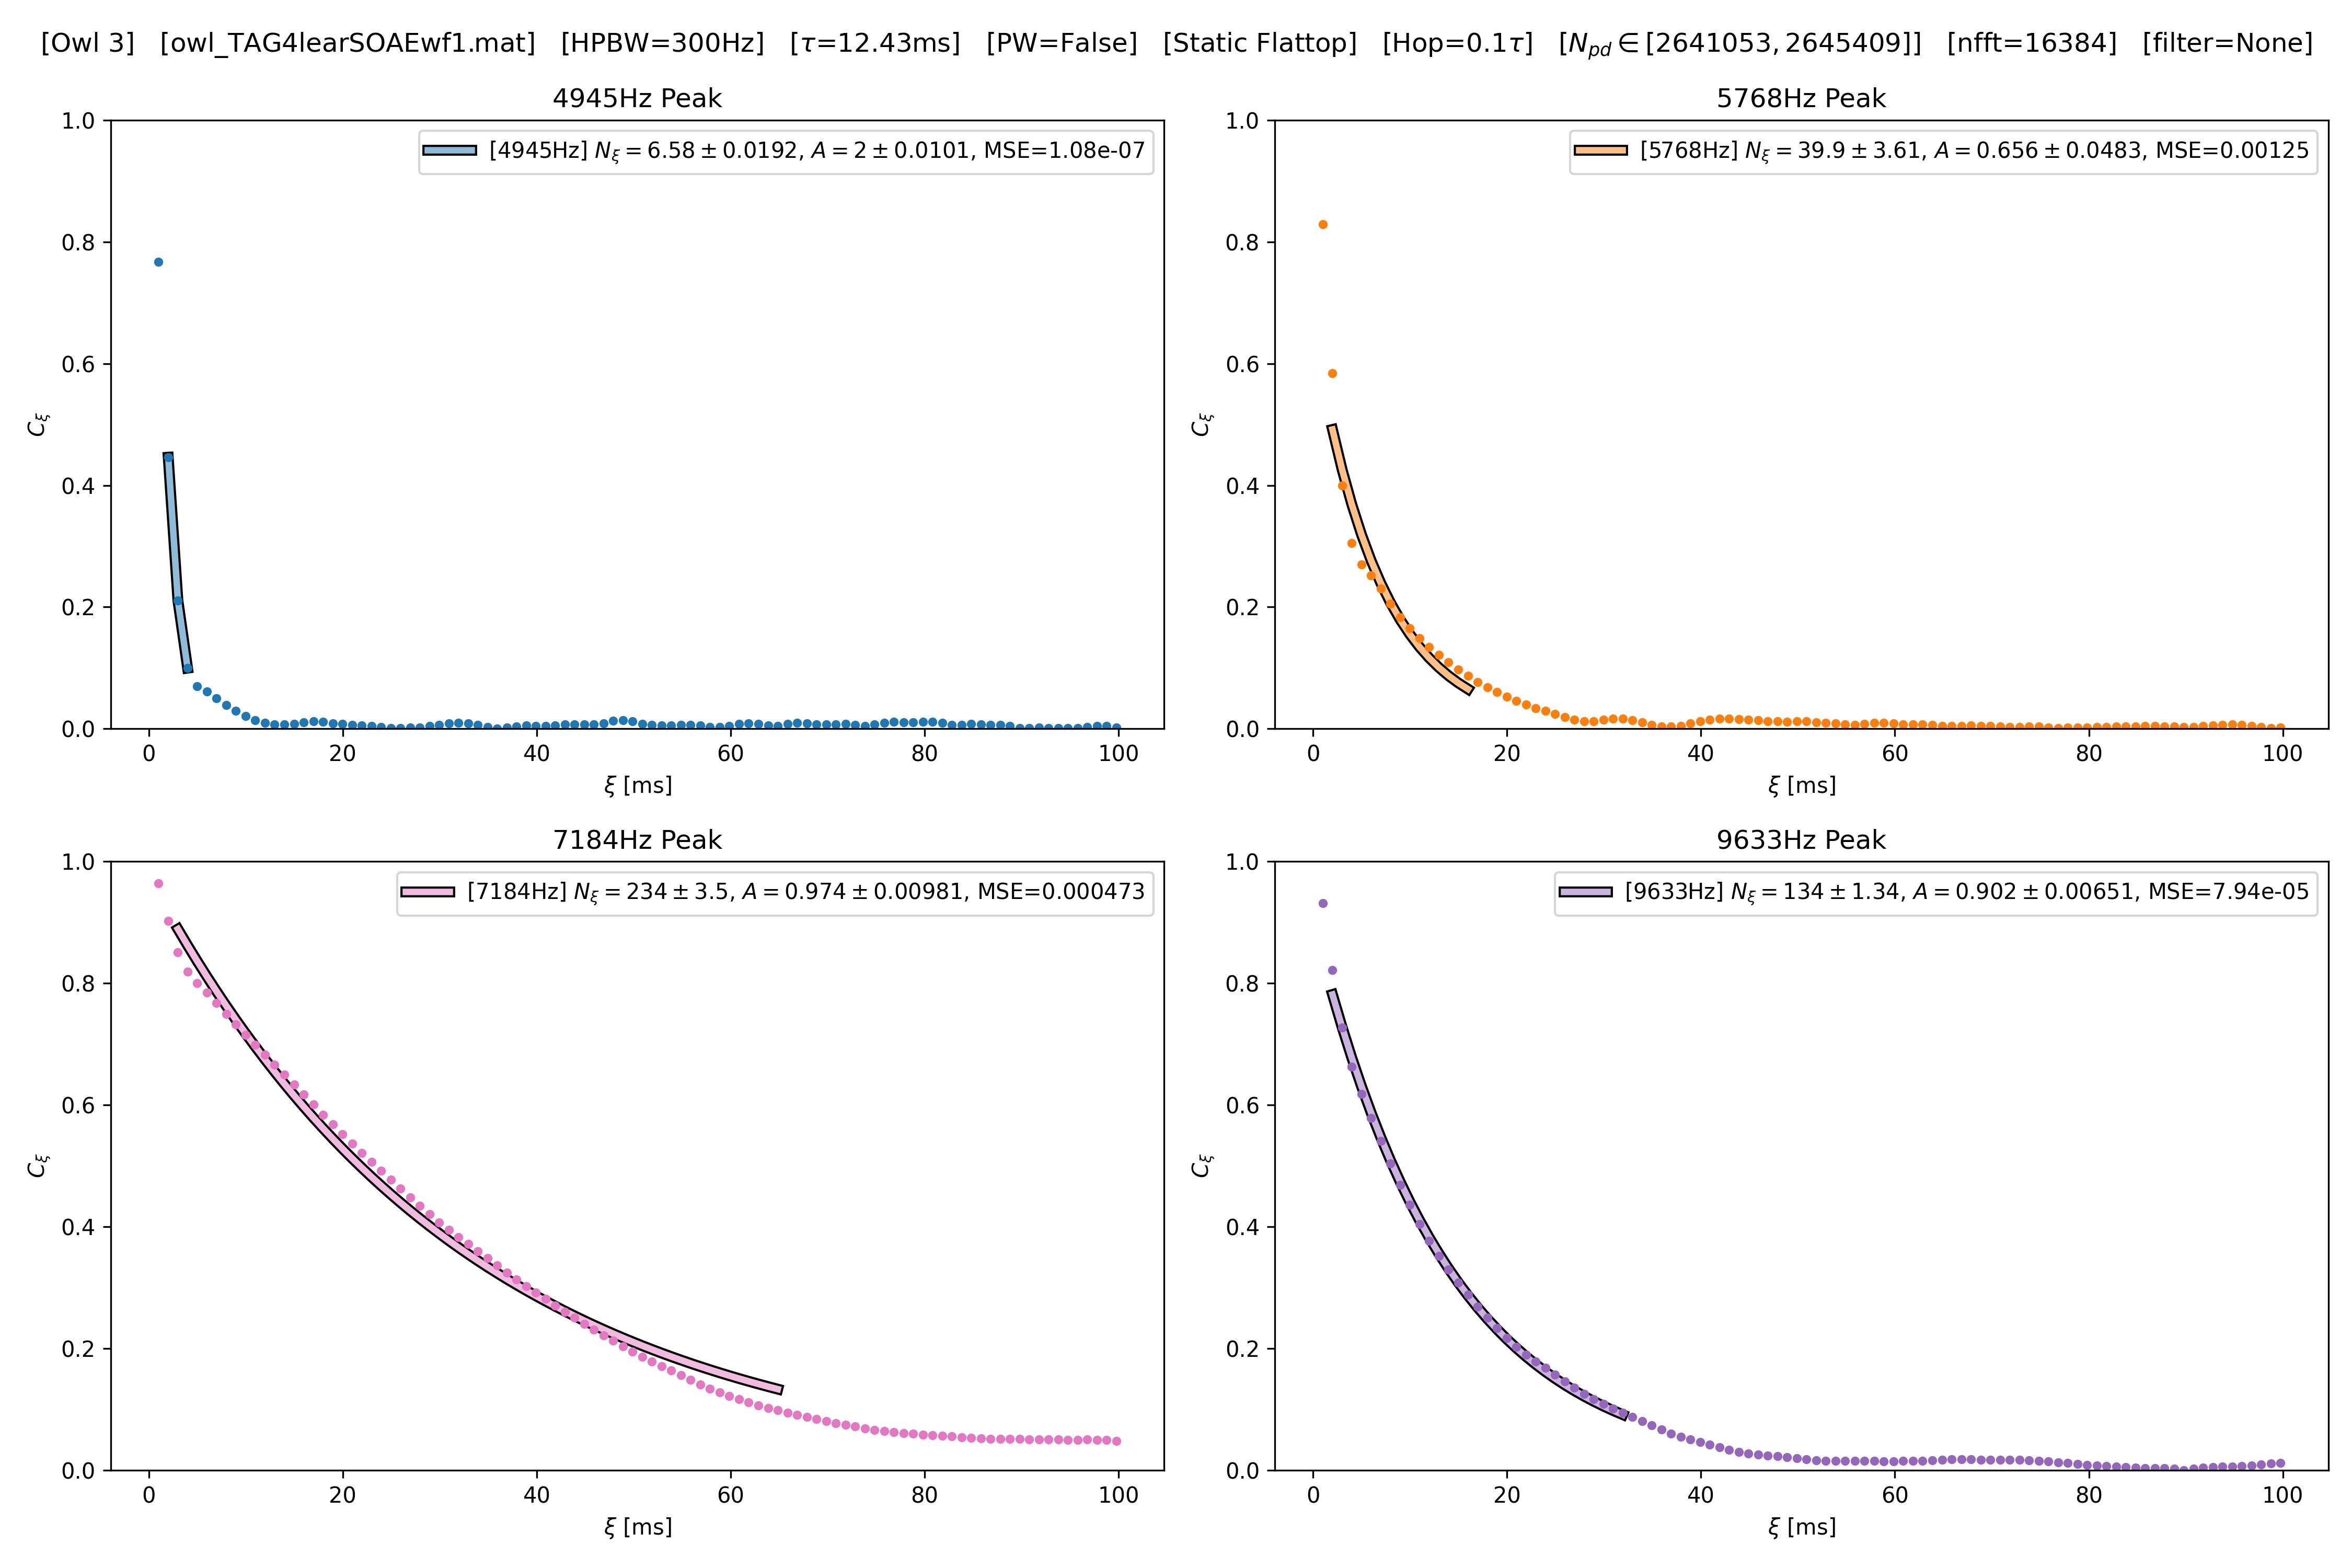 [Owl 3] [owl_TAG4learSOAEwf1.mat] [HPBW=300Hz] [τ=12.43ms] [PW=False] [Static Flattop] [Hop=0.1τ] [N_{pd} ∈ [2641053, 2645409]] [nfft=16384] [filter=None]
4945Hz Peak
[4945Hz] N_ξ = 6.58 ± 0.0192, A = 2 ± 0.0101, MSE=1.08e-07
1.0
0.8
0.6
0.4
0.2
0.0
C_ξ
0 20 40 60 80 100
ξ [ms]
5768Hz Peak
[5768Hz] N_ξ = 39.9 ± 3.61, A = 0.656 ± 0.0483, MSE=0.00125
1.0
0.8
0.6
0.4
0.2
0.0
C_ξ
0 20 40 60 80 100
ξ [ms]
7184Hz Peak
[7184Hz] N_ξ = 234 ± 3.5, A = 0.974 ± 0.00981, MSE=0.000473
1.0
0.8
0.6
0.4
0.2
0.0
C_ξ
0 20 40 60 80 100
ξ [ms]
9633Hz Peak
[9633Hz] N_ξ = 134 ± 1.34, A = 0.902 ± 0.00651, MSE=7.94e-05
1.0
0.8
0.6
0.4
0.2
0.0
C_ξ
0 20 40 60 80 100
ξ [ms]